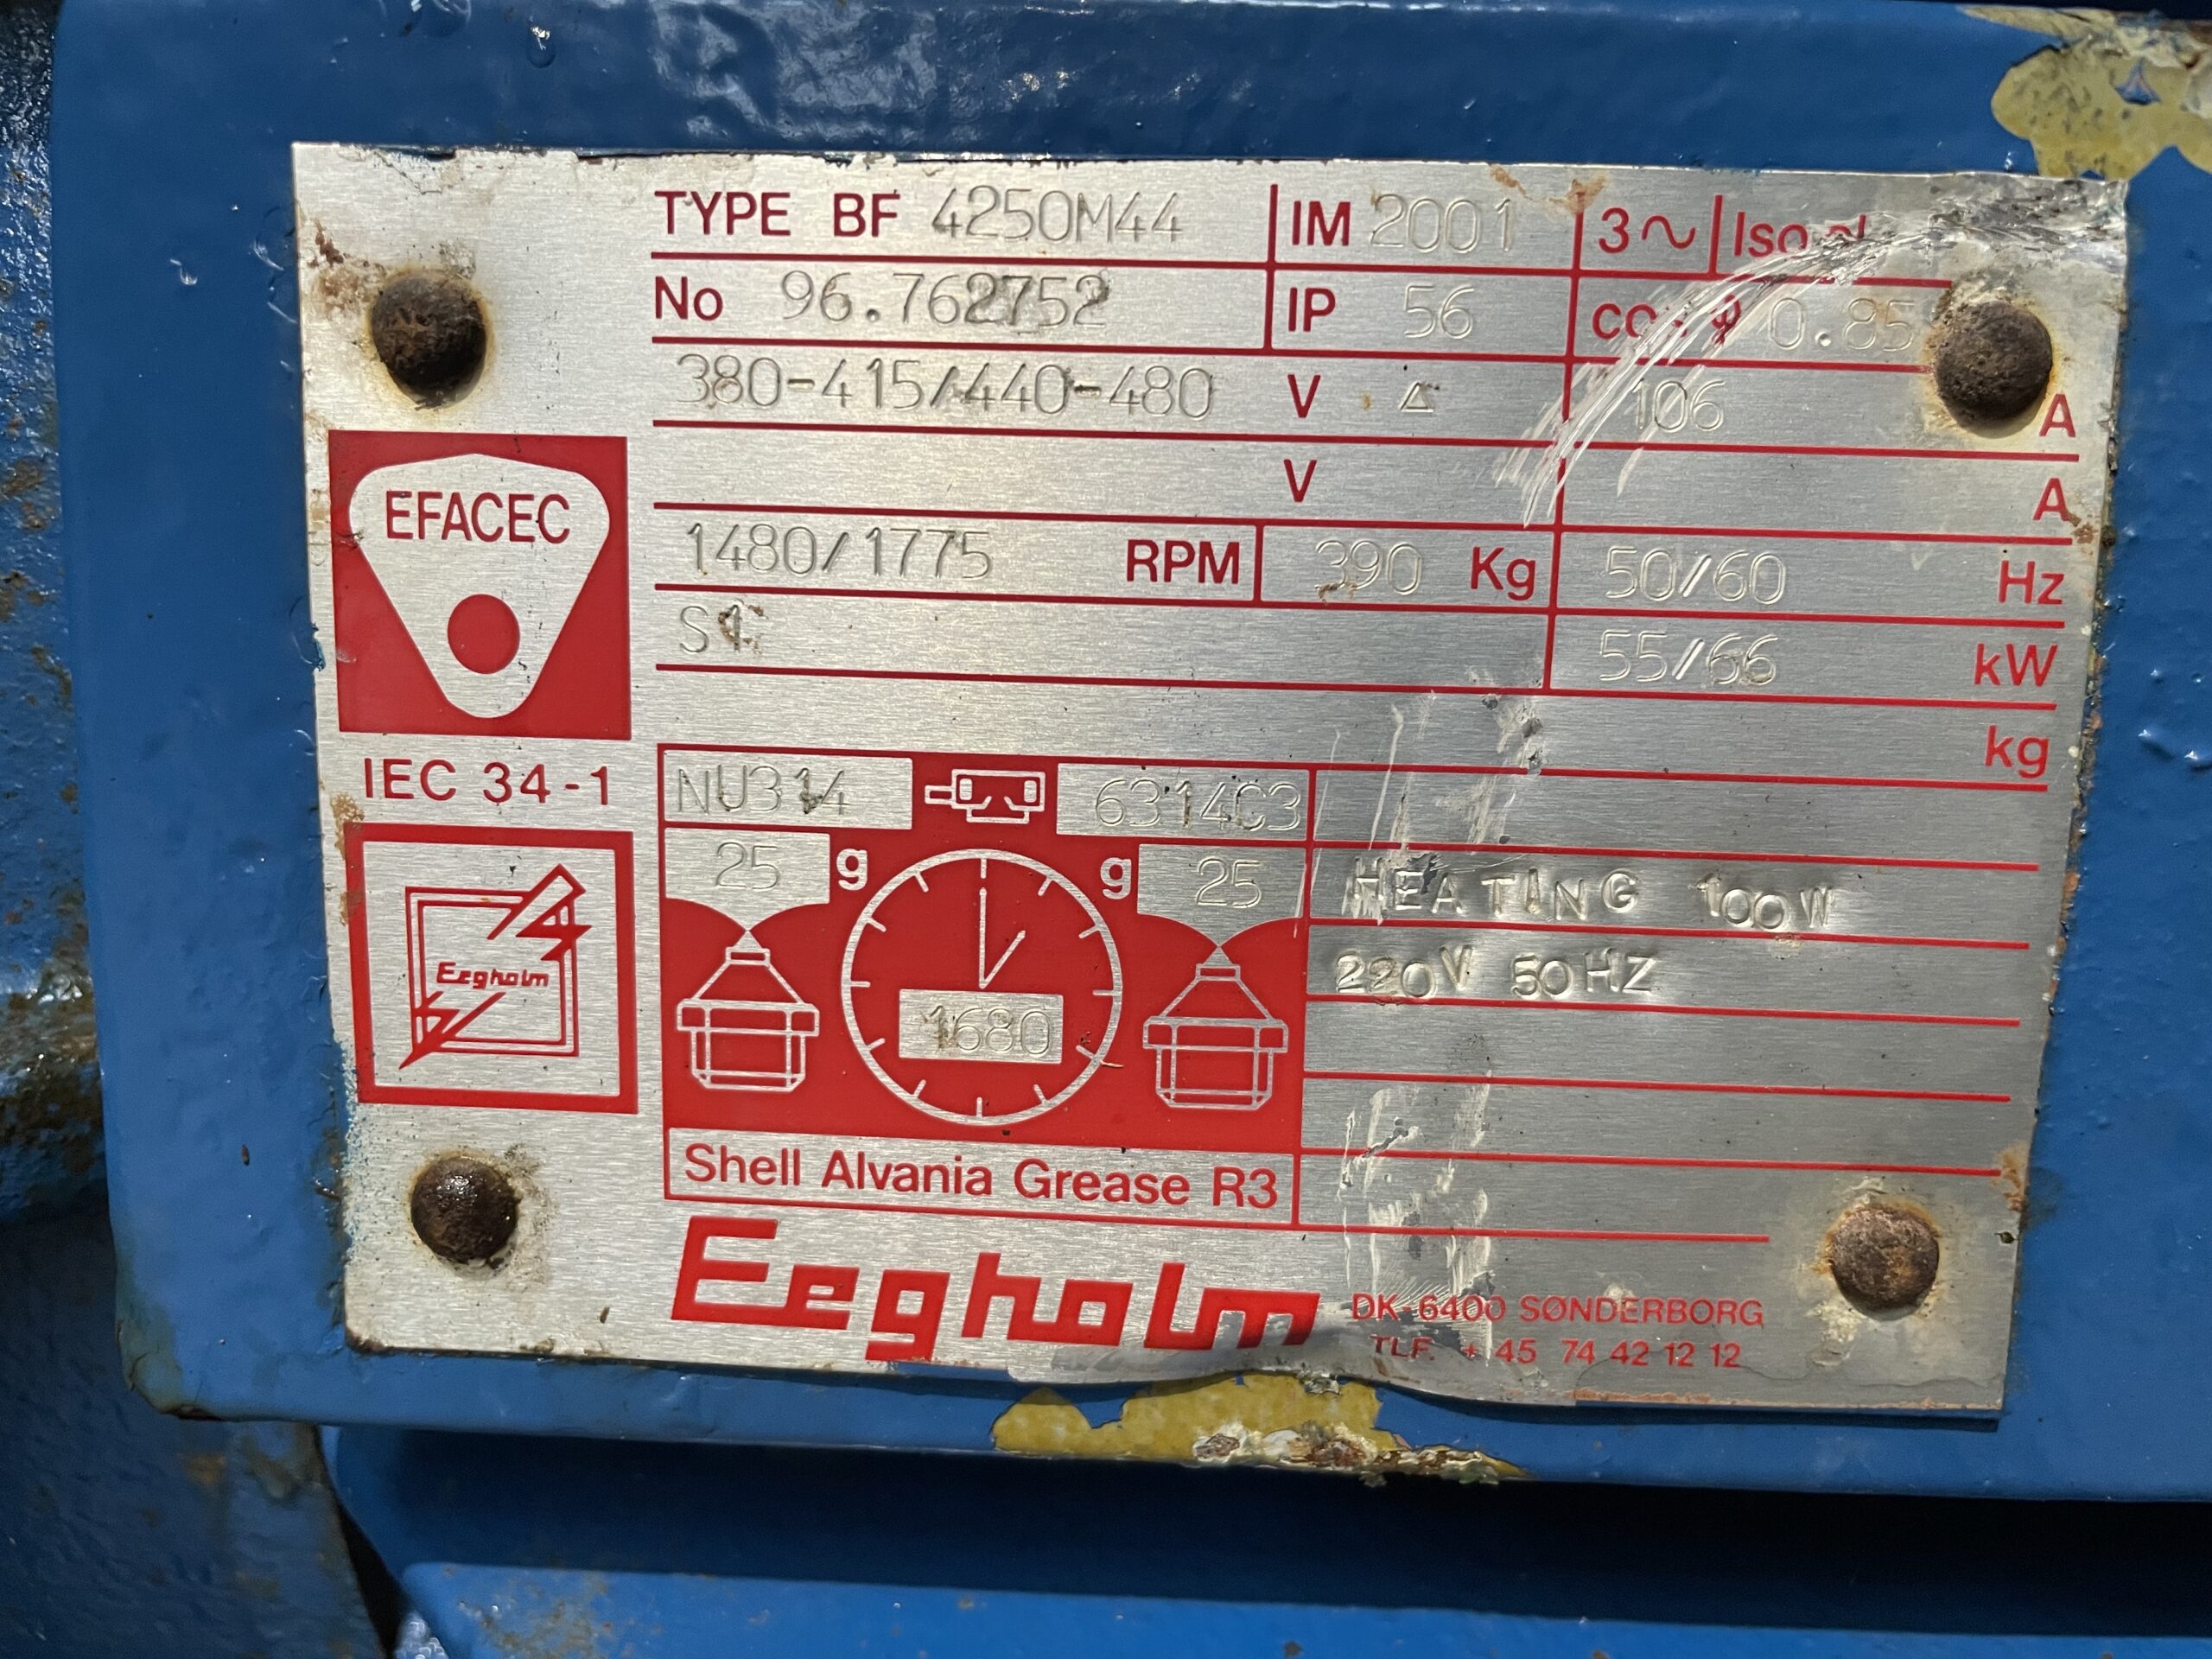 TYPE BF 4250M44 IM 2001 3∿ Iso
No 96.762752 IP 56 cos φ 0.85
380-415/440-480 V △ 106 A
V A
1480/1775 RPM 390 Kg 50/60 Hz
S1 55/66 kW
kg
EFACEC
IEC 34-1
Eegholm
NU314 6314C3
25 g g 25
1680
HEATING 100W
220V 50HZ
Shell Alvania Grease R3
Eegholm
DK-6400 SØNDERBORG
TLF. + 45 74 42 12 12